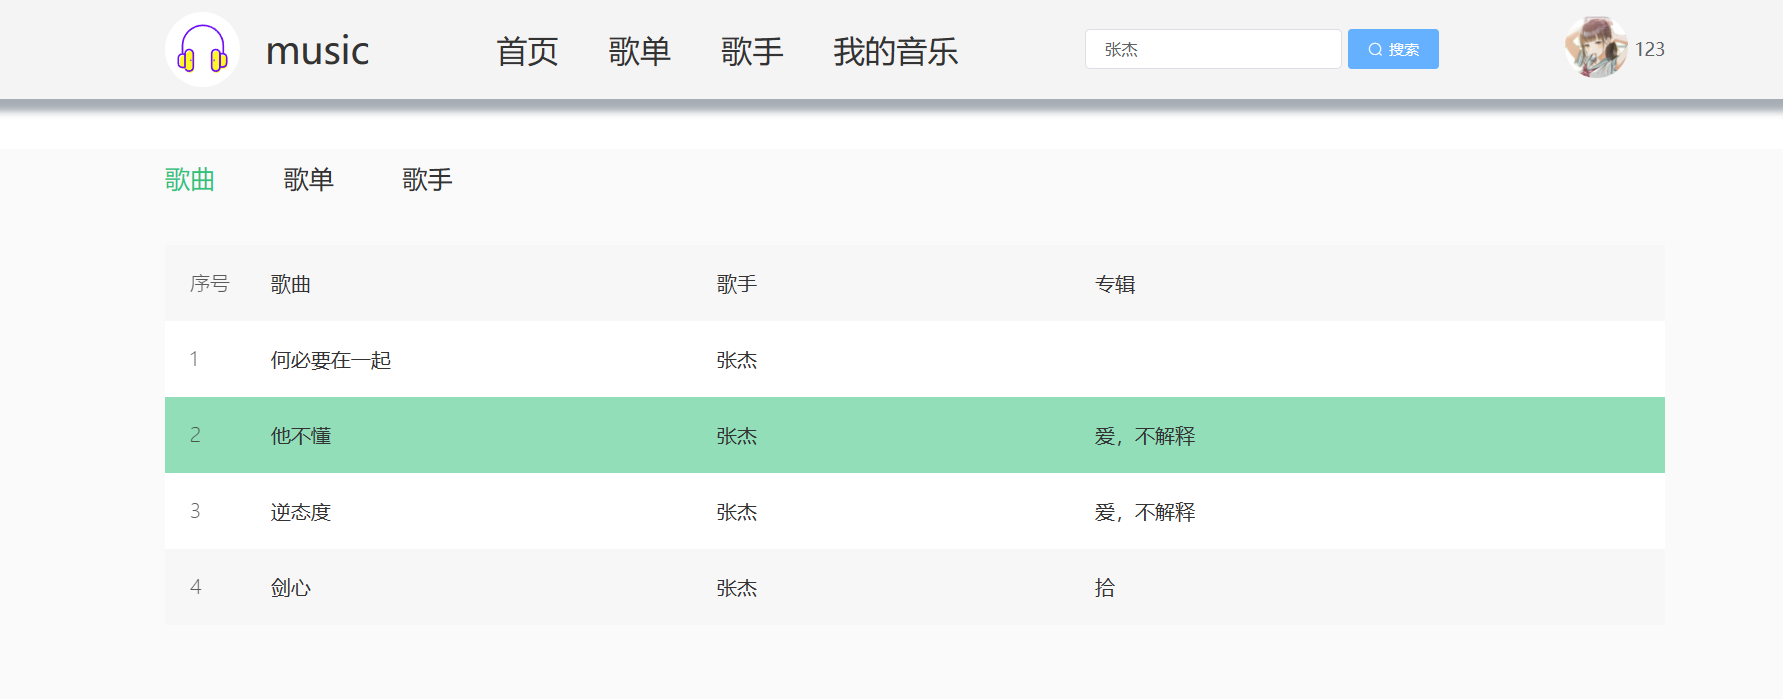 music 首页 歌单 歌手 我的音乐 张杰 搜索 123
歌曲 歌单 歌手
序号 歌曲 歌手 专辑
1 何必要在一起 张杰
2 他不懂 张杰 爱，不解释
3 逆态度 张杰 爱，不解释
4 剑心 张杰 拾